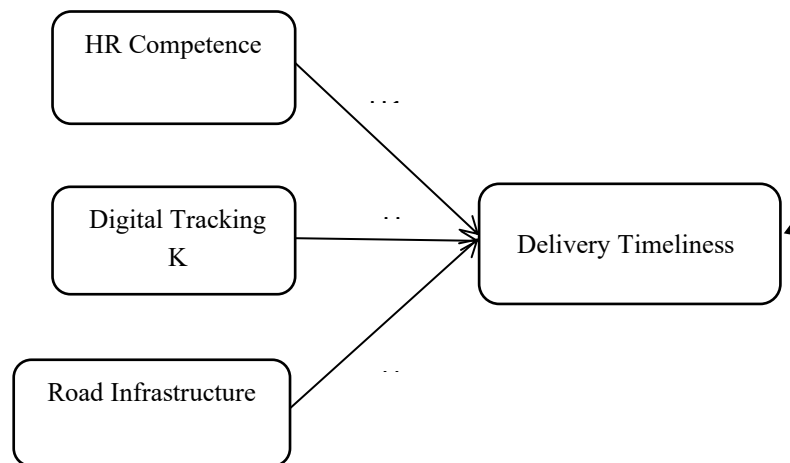 HR Competence
Digital Tracking
K
Delivery Timeliness
Road Infrastructure